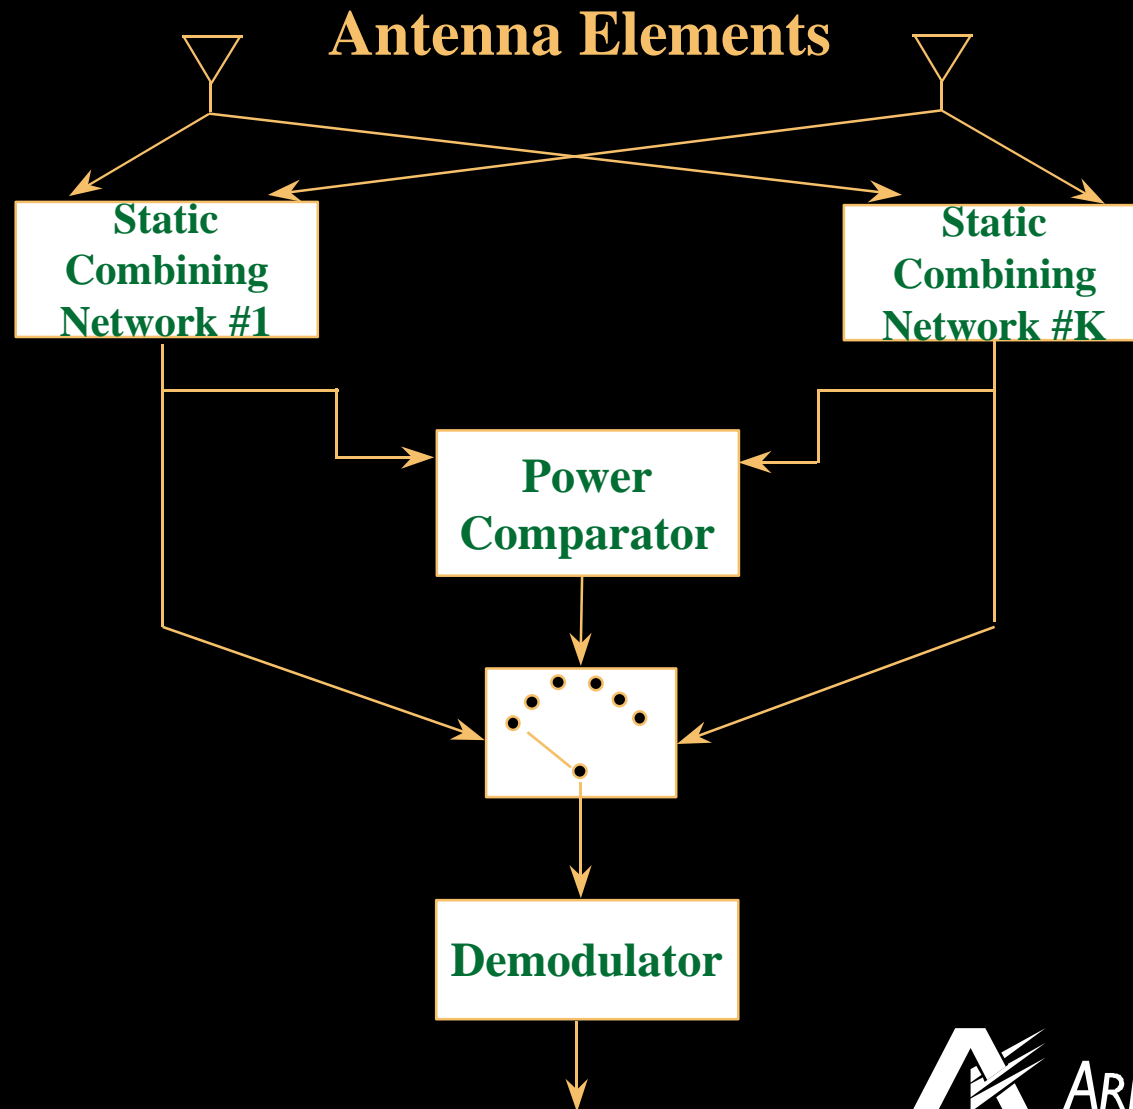 Antenna Elements
Static
Combining
Network #1
Static
Combining
Network #K
Power
Comparator
Demodulator